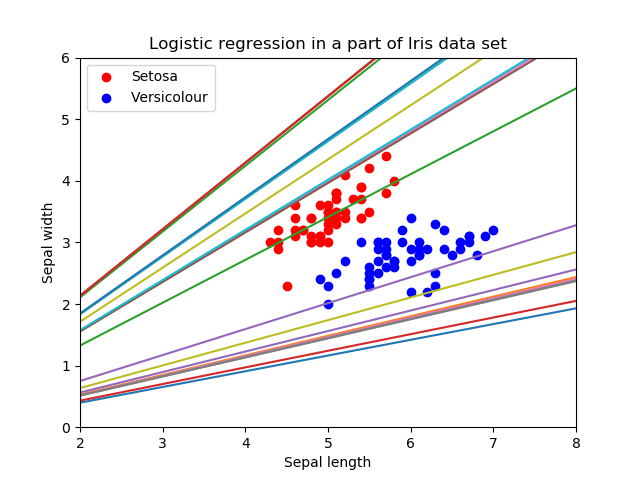 Logistic regression in a part of Iris data set
Setosa
Versicolour
6
5
4
3
2
1
0
Sepal width
2 3 4 5 6 7 8
Sepal length